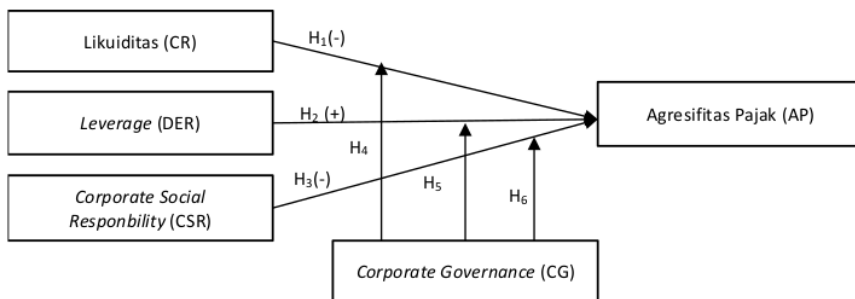 Likuiditas (CR)
H1(-)
Leverage (DER)
H2 (+)
Agresifitas Pajak (AP)
H4
Corporate Social
Responbility (CSR)
H3(-)
H5
H6
Corporate Governance (CG)